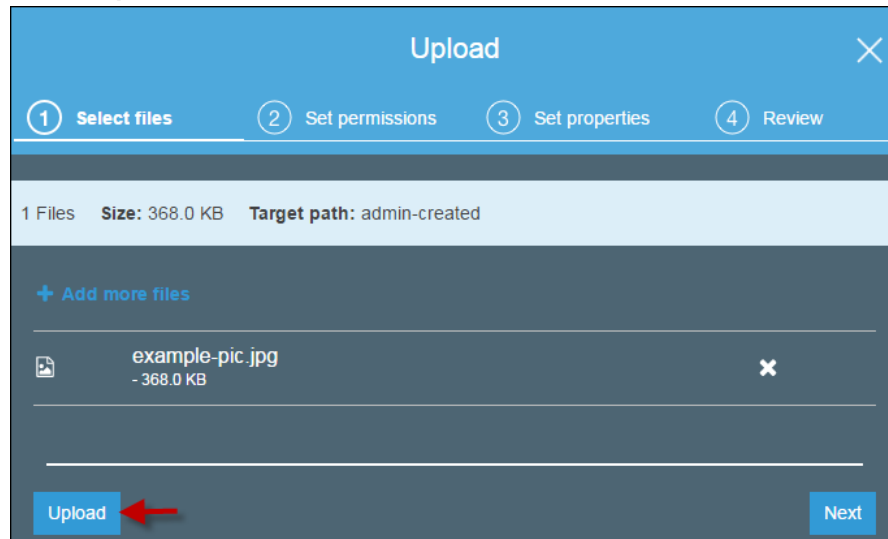 Upload
1 Select files 2 Set permissions 3 Set properties 4 Review
1 Files Size: 368.0 KB Target path: admin-created
+ Add more files
example-pic.jpg
- 368.0 KB
Upload Next